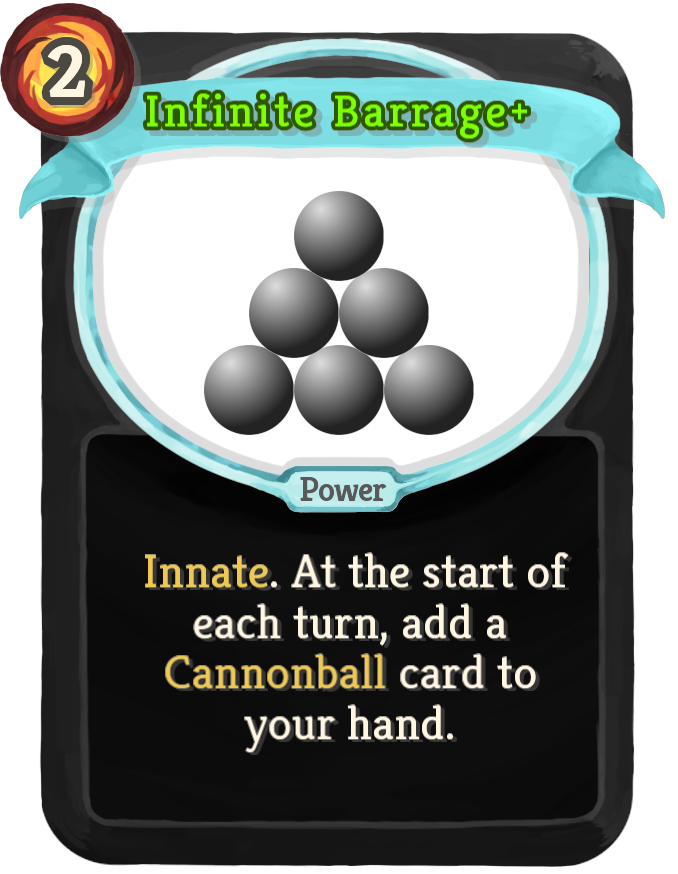 2
Infinite Barrage+
Power
Innate. At the start of
each turn, add a
Cannonball card to
your hand.